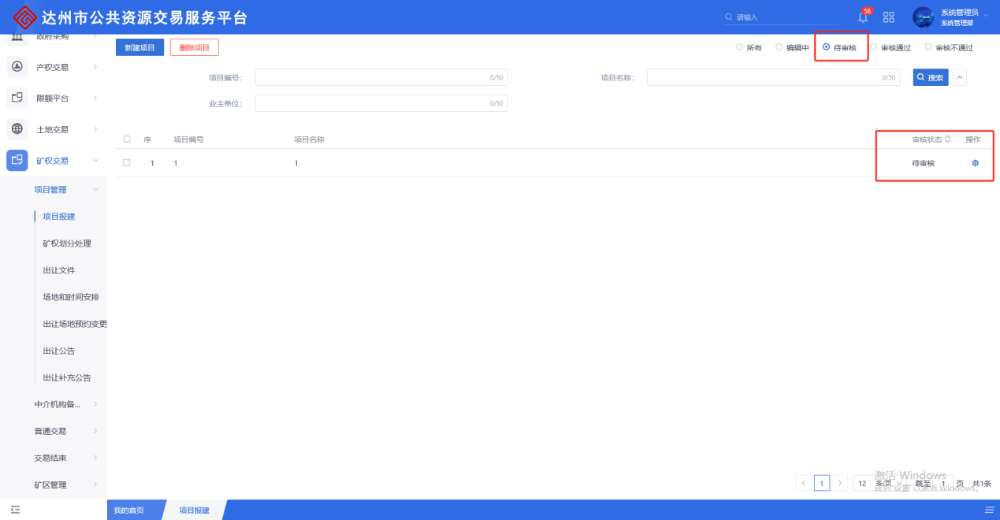 达州市公共资源交易服务平台
请输入
58
系统管理员
系统管理部
政府采购
产权交易
限额平台
土地交易
矿权交易
项目管理
项目报建
矿权划分处理
出让文件
场地和时间安排
出让场地预约变更
出让公告
出让补充公告
中介机构备...
普通交易
交易结束
矿区管理
新建项目 删除项目
所有 编辑中 待审核 审核通过 审核不通过
项目编号： 0/50 项目名称： 0/50 搜索
业主单位： 0/50
序 项目编号 项目名称 审核状态 操作
1 1 1 待审核
1 12 条/页 跳至 1 页 共1条
激活 Windows
转到"设置"以激活 Windows。
我的首页 项目报建